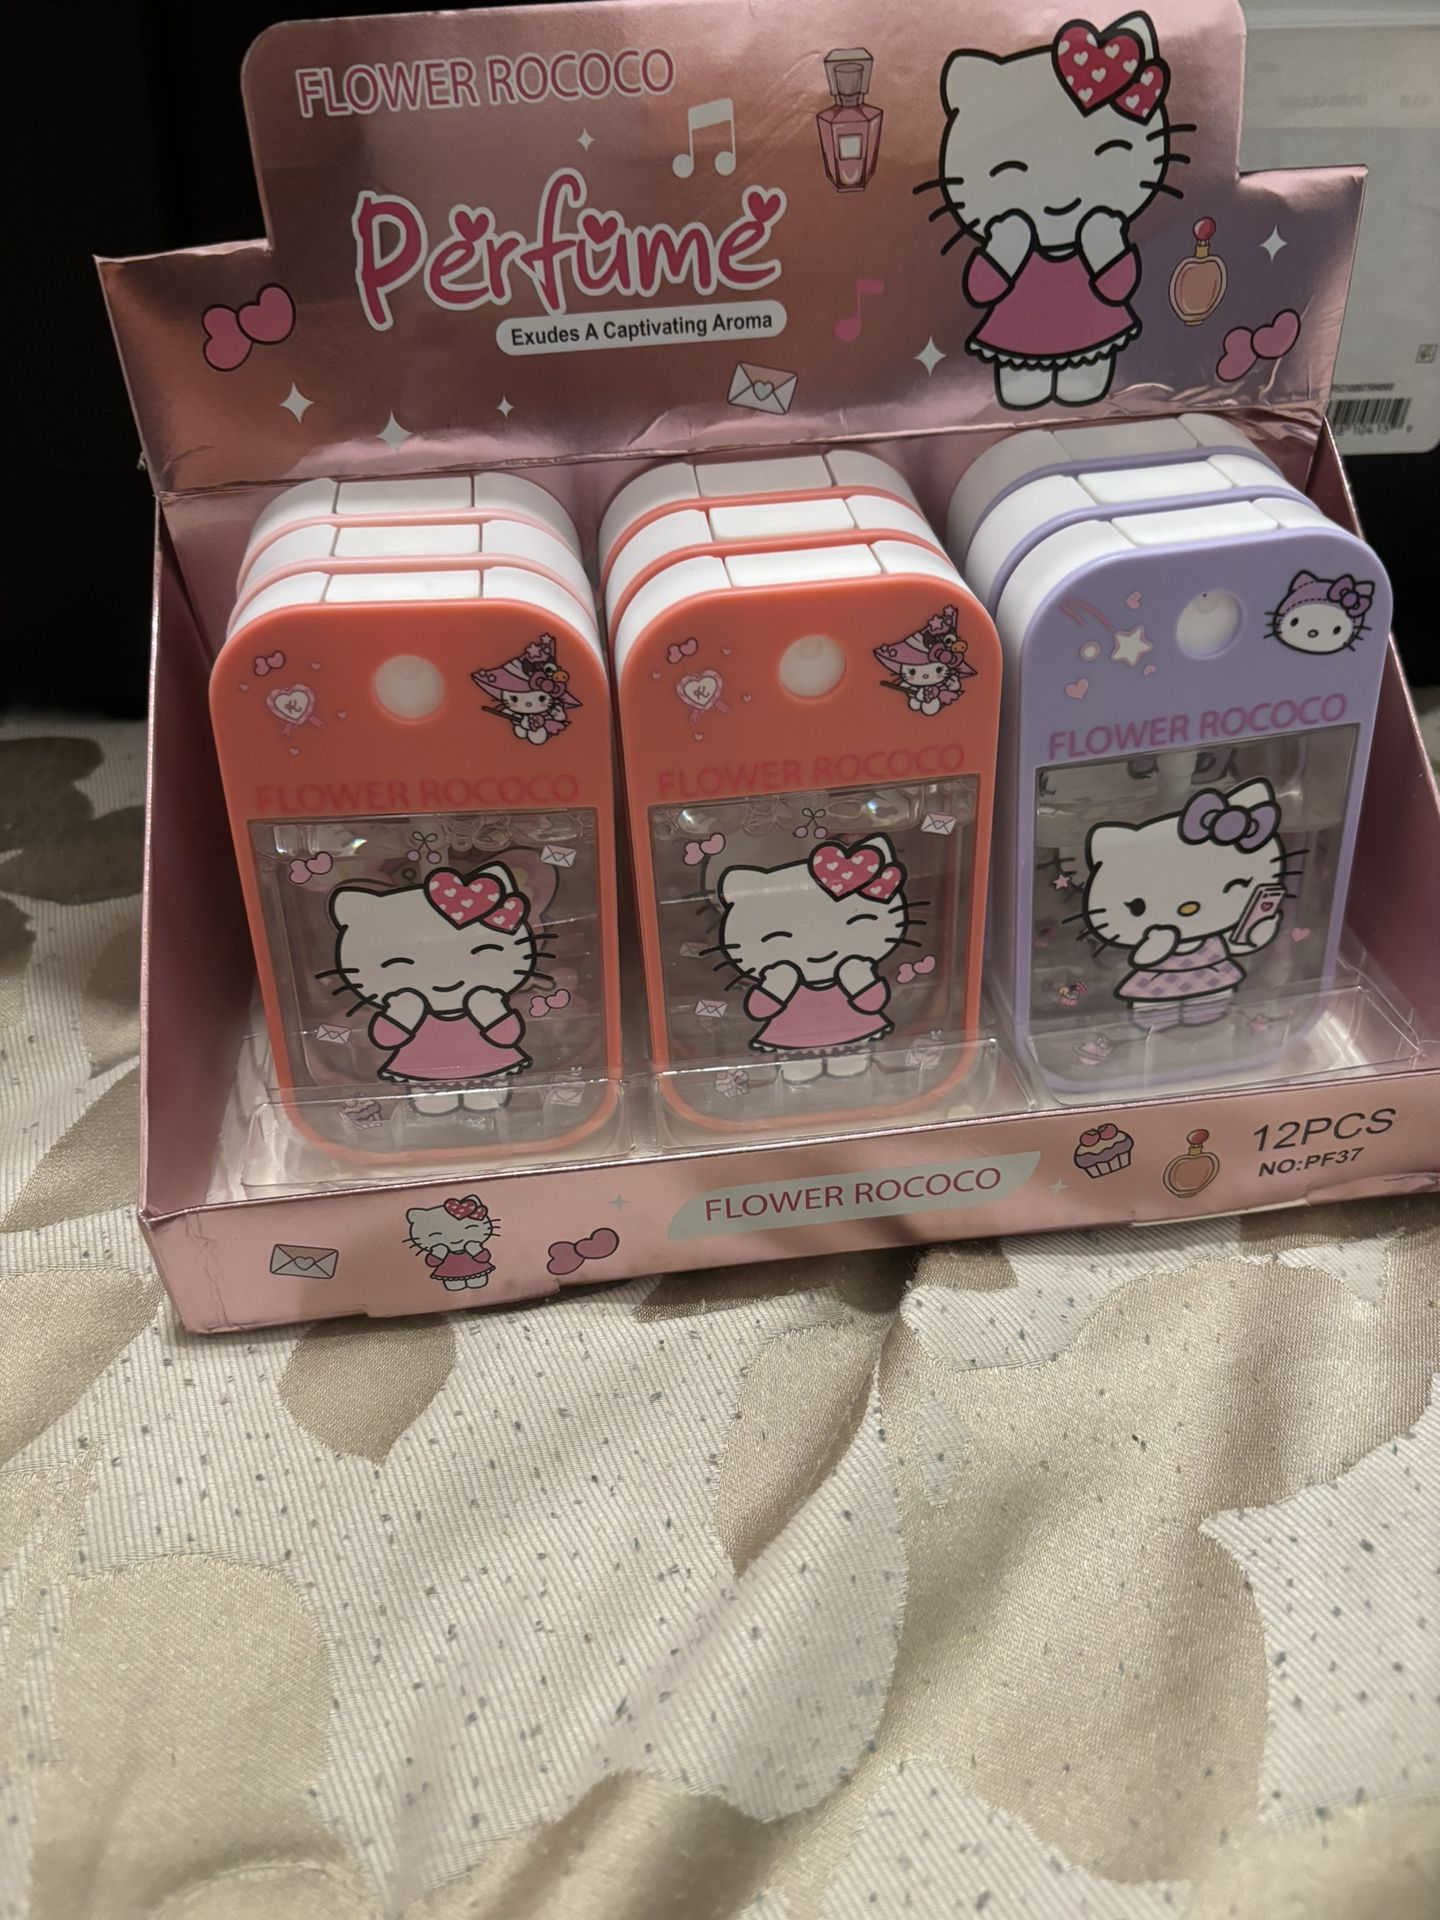 FLOWER ROCOCO
Perfume
Exudes A Captivating Aroma
FLOWER ROCOCO
FLOWER ROCOCO
FLOWER ROCOCO
K
K
FLOWER ROCOCO
12PCS
NO:PF37